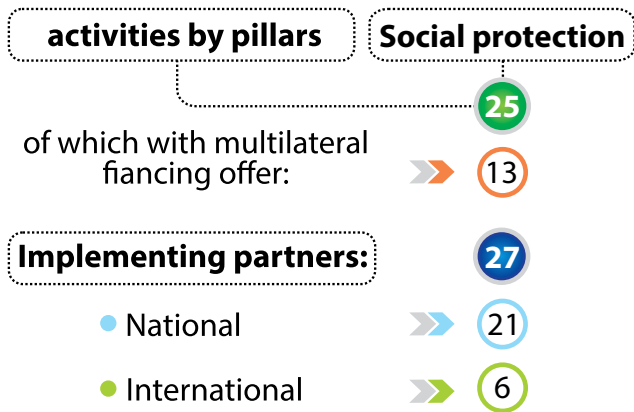 activities by pillars
Social protection
25
of which with multilateral
fiancing offer:
13
Implementing partners:
27
National
21
International
6